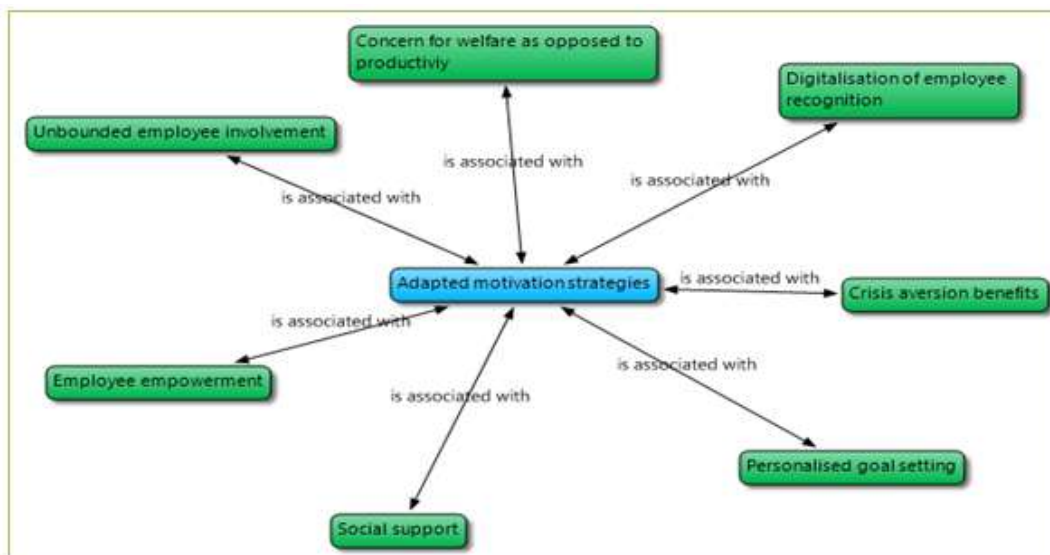 Concern for welfare as opposed to
productiviy
Digitalisation of employee
recognition
Unbounded employee involvement
is associated with
is associated with
is associated with
Adapted motivation strategies
is associated with
Crisis aversion benefits
is associated with
Employee empowerment
is associated with
is associated with
Personalised goal setting
Social support